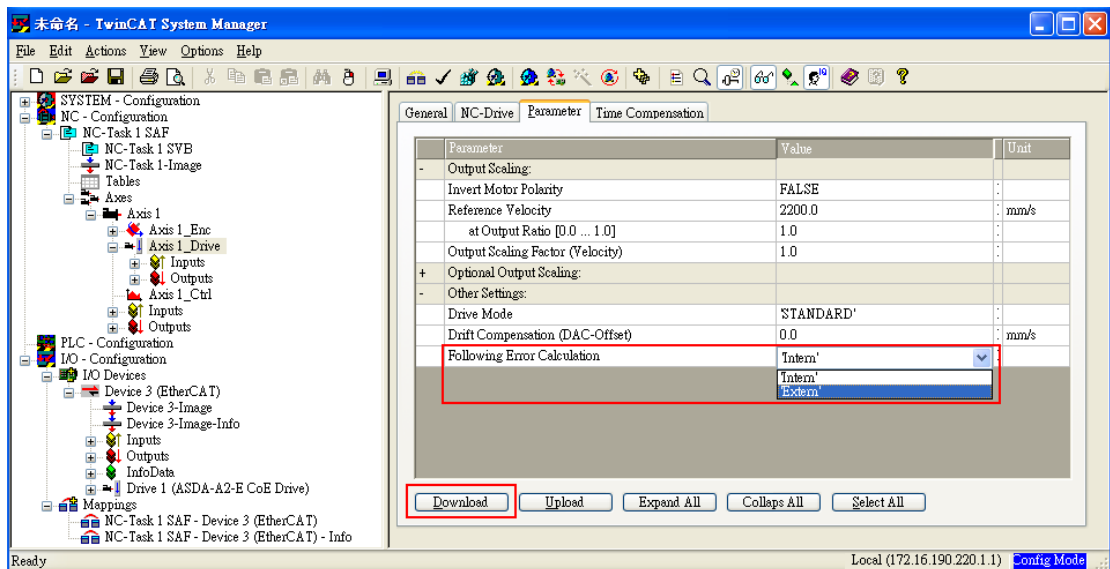 未命名 - TwinCAT System Manager
File Edit Actions View Options Help
SYSTEM - Configuration
NC - Configuration
NC-Task 1 SAF
NC-Task 1 SVB
NC-Task 1-Image
Tables
Axes
Axis 1
Axis 1_Enc
Axis 1_Drive
Inputs
Outputs
Axis 1_Ctrl
Inputs
Outputs
PLC - Configuration
I/O - Configuration
I/O Devices
Device 3 (EtherCAT)
Device 3-Image
Device 3-Image-Info
Inputs
Outputs
InfoData
Drive 1 (ASDA-A2-E CoE Drive)
Mappings
NC-Task 1 SAF - Device 3 (EtherCAT)
NC-Task 1 SAF - Device 3 (EtherCAT) - Info
General NC-Drive Parameter Time Compensation
Parameter Value Unit
- Output Scaling:
Invert Motor Polarity FALSE
Reference Velocity 2200.0 mm/s
at Output Ratio [0.0 ... 1.0] 1.0
Output Scaling Factor (Velocity) 1.0
+ Optional Output Scaling:
- Other Settings:
Drive Mode 'STANDARD'
Drift Compensation (DAC-Offset) 0.0 mm/s
Following Error Calculation 'Intern'
'Intern'
'Extern'
Download Upload Expand All Collaps All Select All
Ready Local (172.16.190.220.1.1) Config Mode